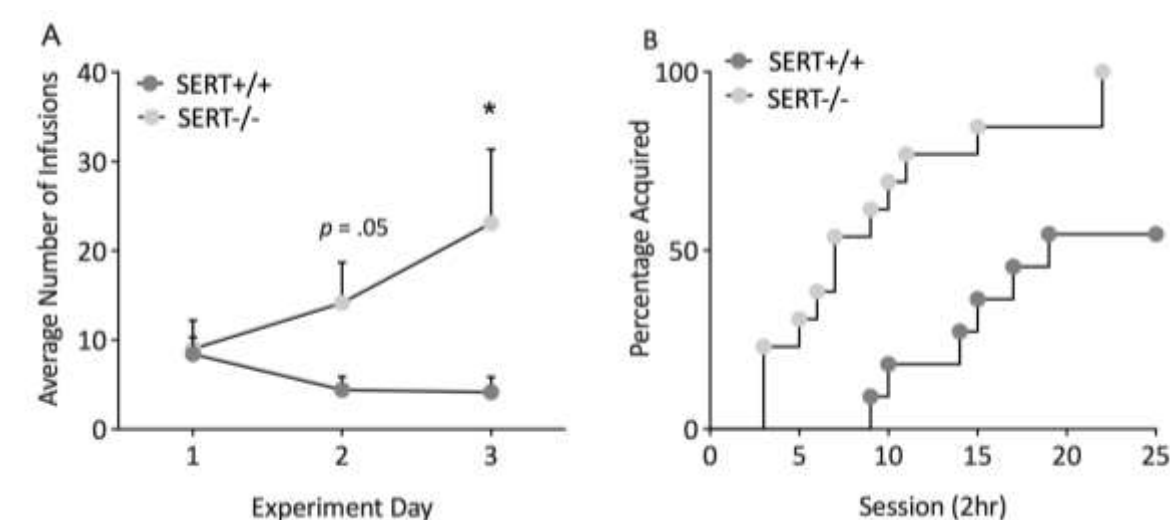 A
Average Number of Infusions
40
30
20
10
0
SERT+/+
SERT-/-
p = .05
*
1 2 3
Experiment Day
B
Percentage Acquired
100
50
0
SERT+/+
SERT-/-
0 5 10 15 20 25
Session (2hr)